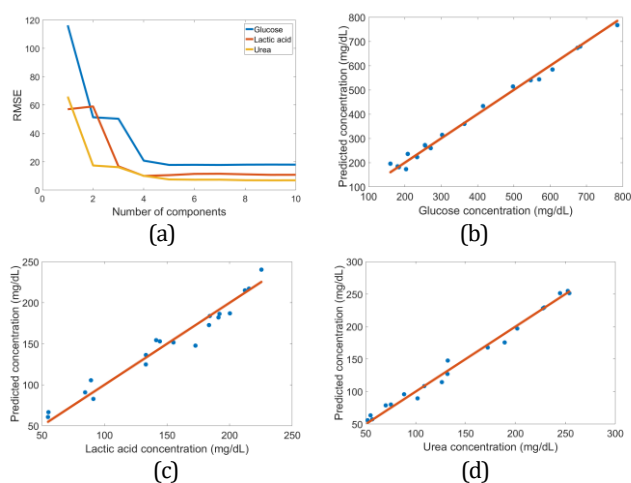 120
100
80
60
40
20
0
RMSE
0 2 4 6 8 10
Number of components
Glucose
Lactic acid
Urea
(a)
800
700
600
500
400
300
200
100
Predicted concentration (mg/dL)
100 200 300 400 500 600 700 800
Glucose concentration (mg/dL)
(b)
250
200
150
100
50
Predicted concentration (mg/dL)
50 100 150 200 250
Lactic acid concentration (mg/dL)
(c)
300
250
200
150
100
50
Predicted concentration (mg/dL)
50 100 150 200 250 300
Urea concentration (mg/dL)
(d)